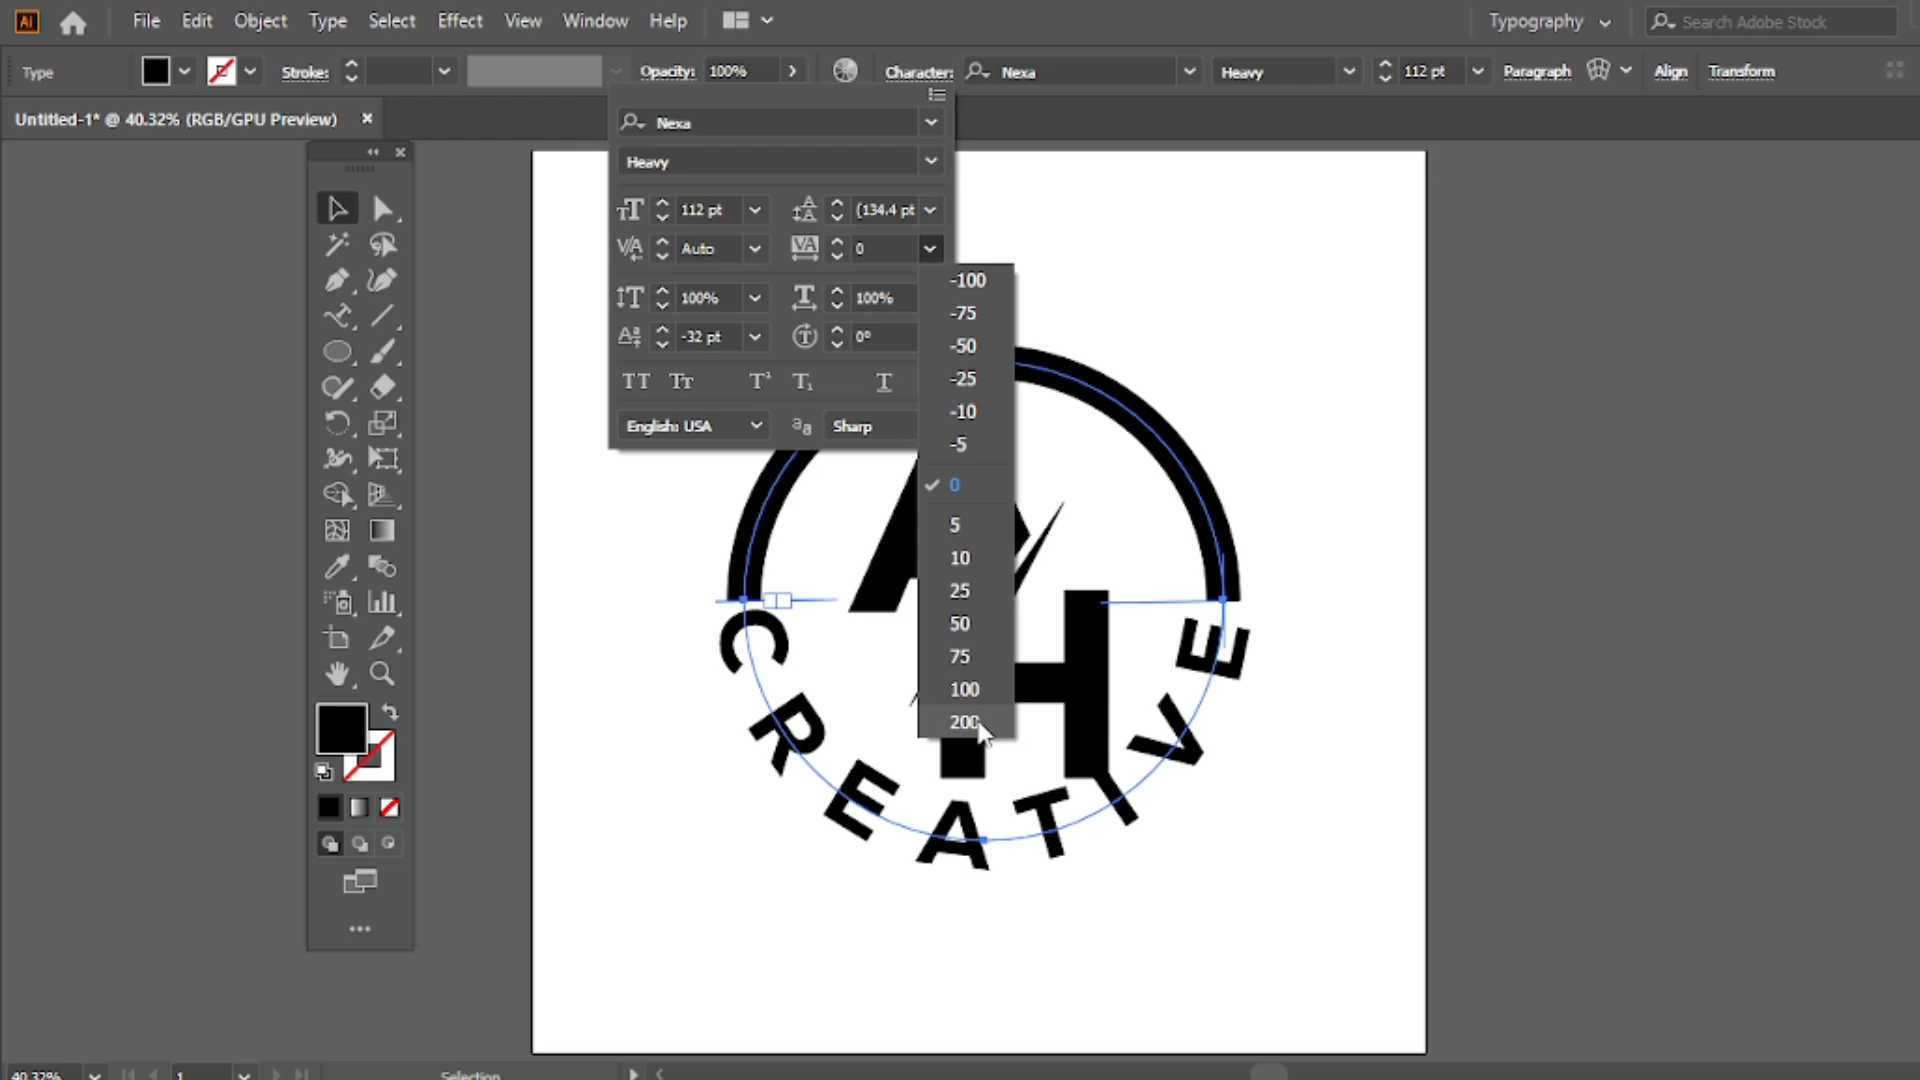 Ai File Edit Object Type Select Effect View Window Help Typography Search Adobe Stock
Type Stroke: Opacity: 100% Character: Nexa Heavy 112 pt Paragraph Align Transform
Untitled-1* @ 40.32% (RGB/GPU Preview) ×
Nexa
Heavy
112 pt (134.4 pt
Auto 0
100% 100%
-32 pt 0°
English: USA Sharp
-100
-75
-50
-25
-10
-5
0
5
10
25
50
75
100
200
A
H
CREATIVE
40.32% 1 Selection